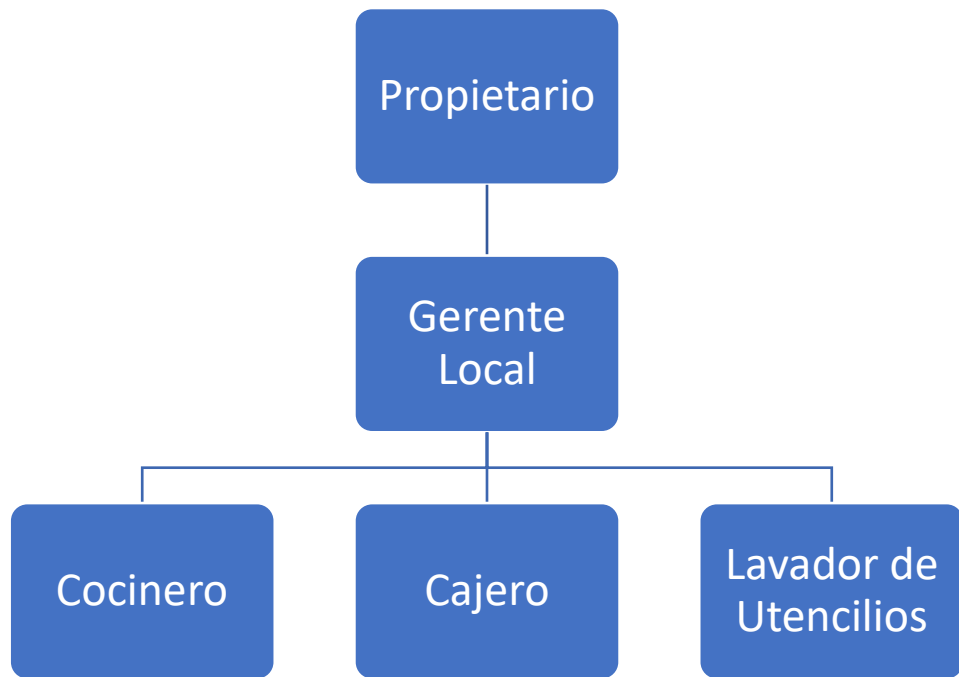 Propietario
Gerente
Local
Cocinero
Cajero
Lavador de
Utencilios